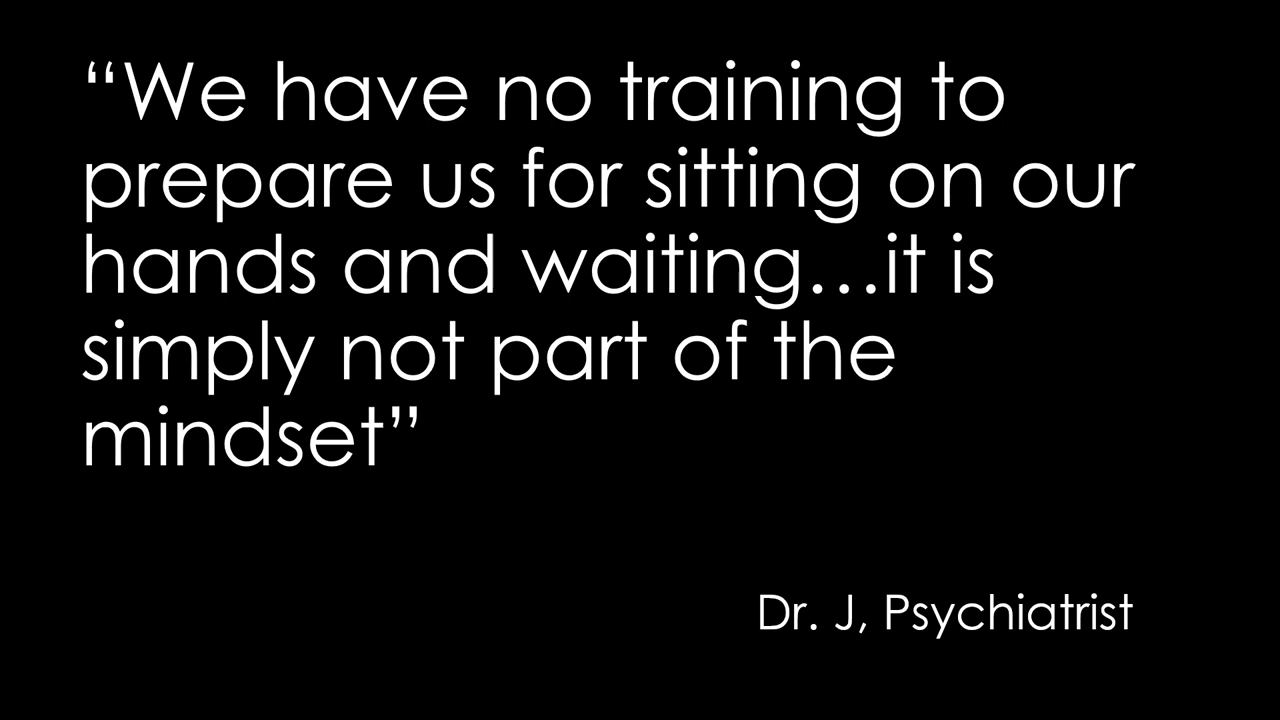 “We have no training to
prepare us for sitting on our
hands and waiting…it is
simply not part of the
mindset”
Dr. J, Psychiatrist